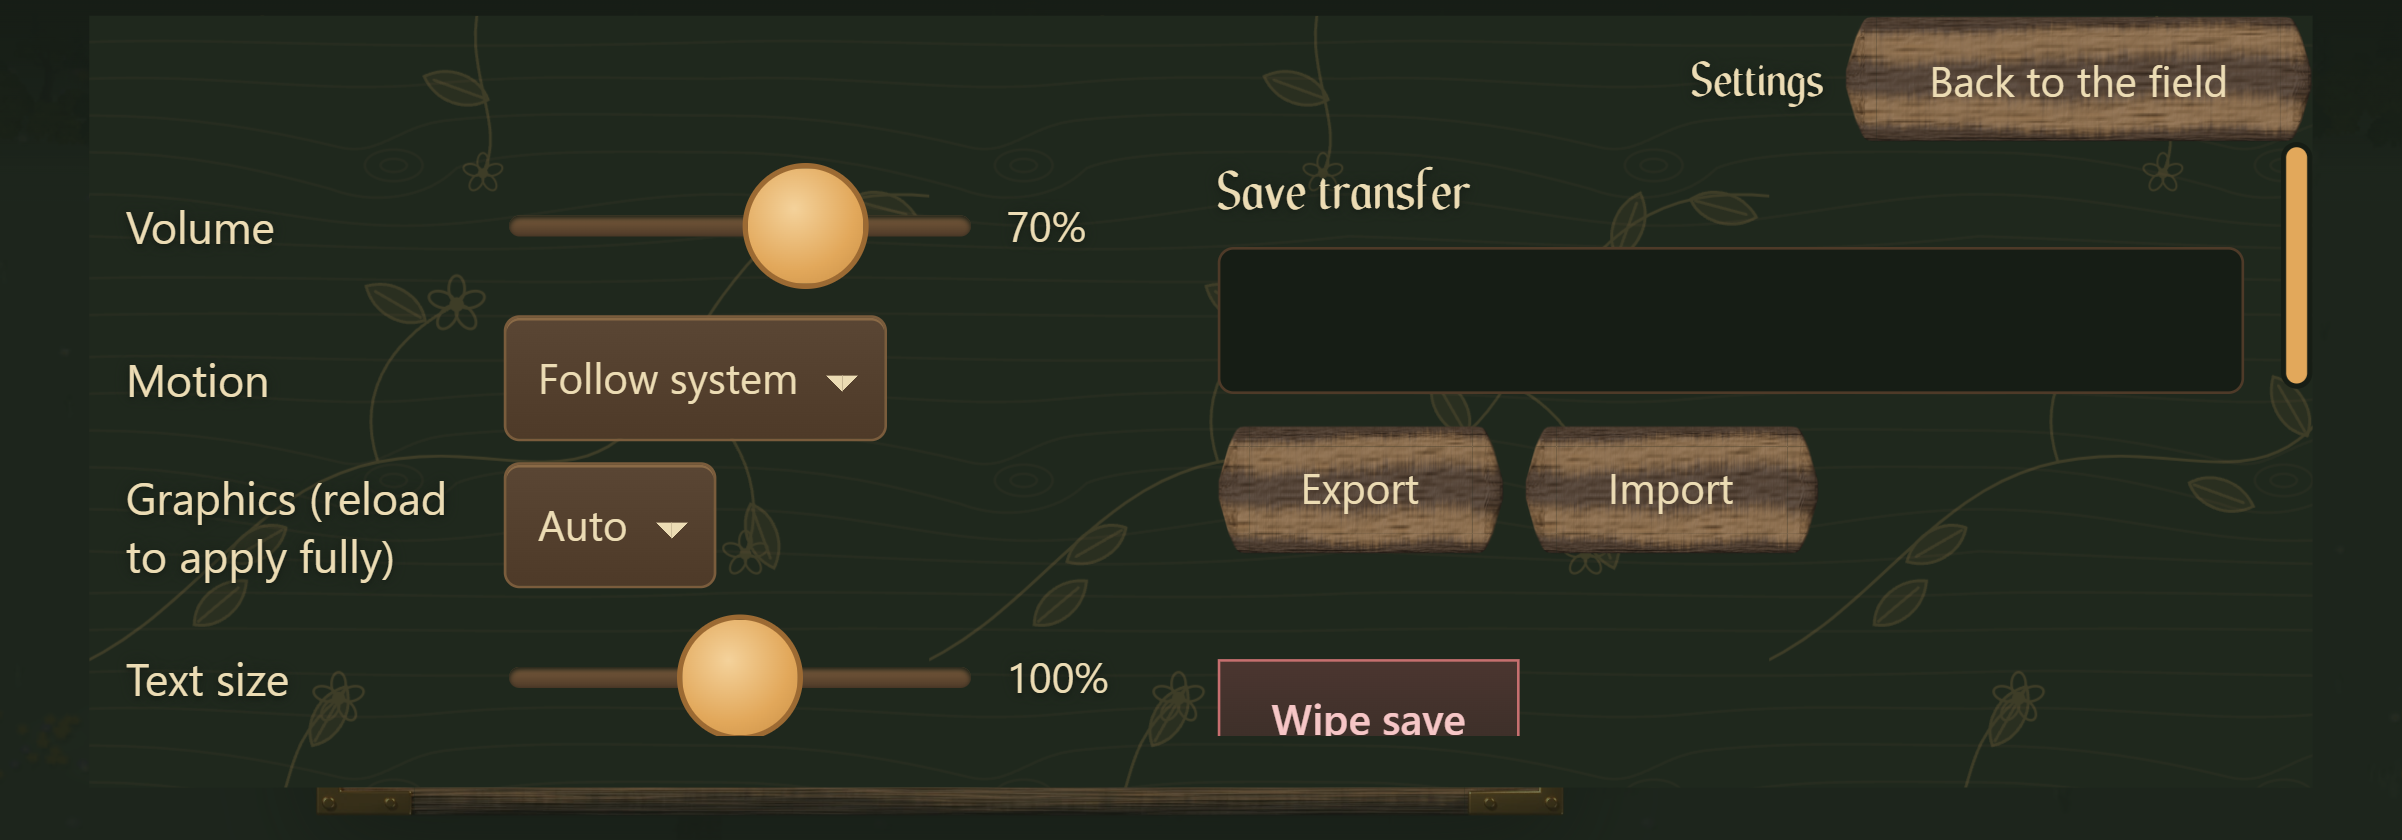 Settings
Back to the field
Volume
70%
Motion
Follow system
Graphics (reload
to apply fully)
Auto
Text size
100%
Save transfer
Export
Import
Wipe save